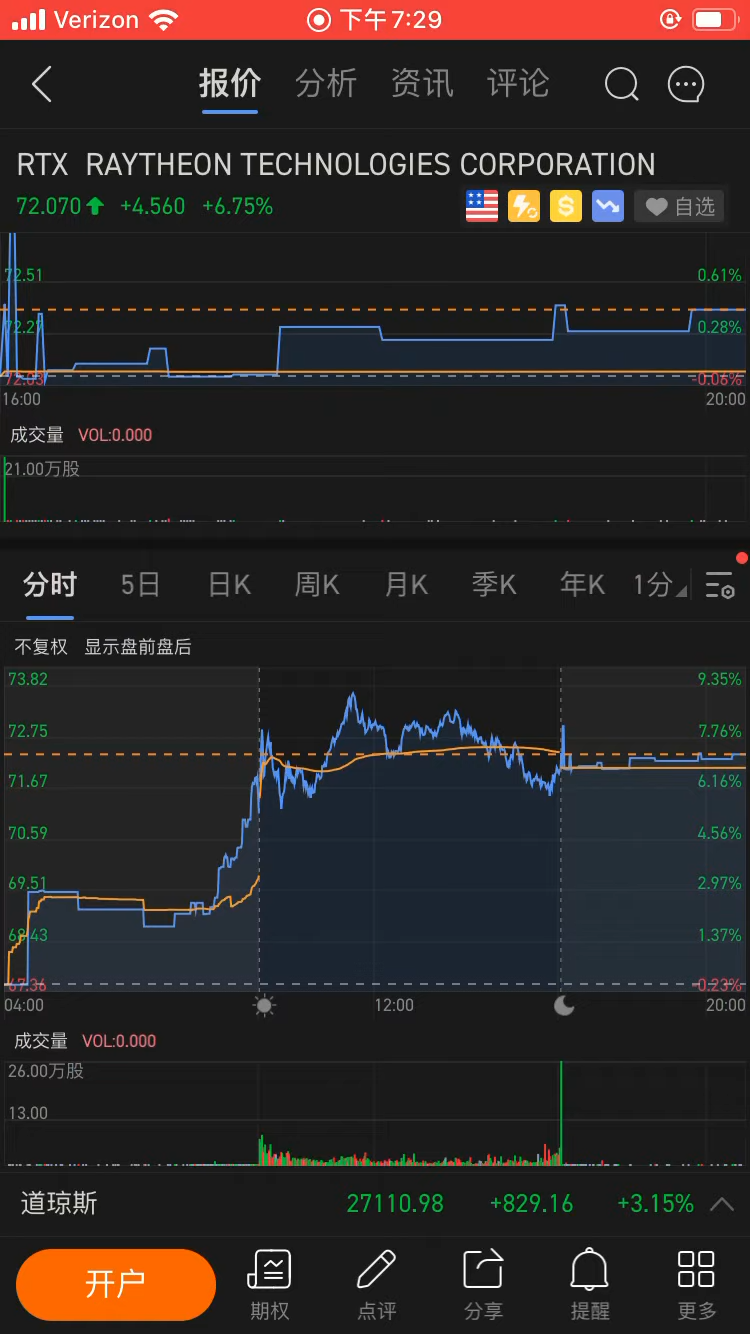 Verizon 下午7:29
报价 分析 资讯 评论
RTX RAYTHEON TECHNOLOGIES CORPORATION
72.070 +4.560 +6.75% $ 自选
72.51 0.61%
72.27 0.28%
72.03 -0.06%
16:00 20:00
成交量 VOL:0.000
21.00万股
分时 5日 日K 周K 月K 季K 年K 1分
不复权 显示盘前盘后
73.82 9.35%
72.75 7.76%
71.67 6.16%
70.59 4.56%
69.51 2.97%
68.43 1.37%
67.36 -0.23%
04:00 12:00 20:00
成交量 VOL:0.000
26.00万股
13.00
道琼斯 27110.98 +829.16 +3.15%
开户 期权 点评 分享 提醒 更多